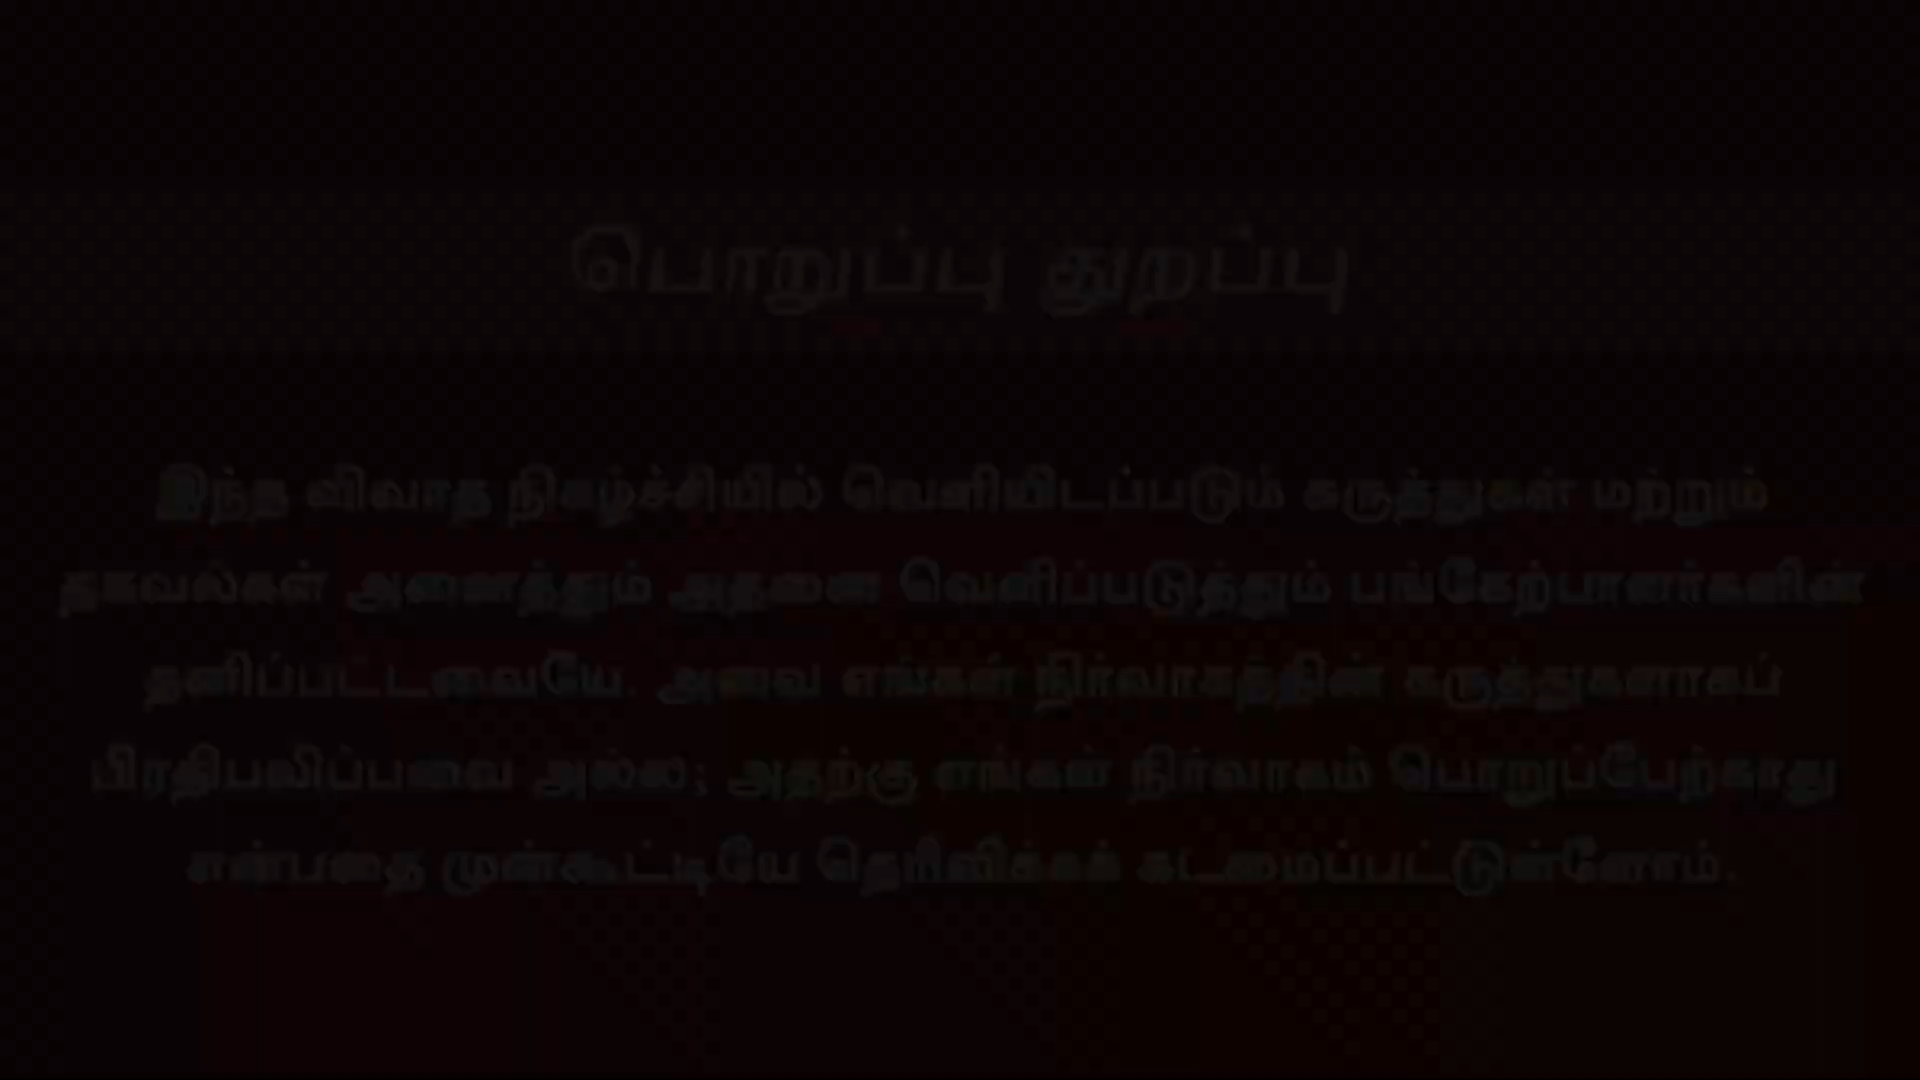 பொறுப்பு துறப்பு
இந்த விவாத நிகழ்ச்சியில் வெளியிடப்படும் கருத்துகள் மற்றும்
தகவல்கள் அனைத்தும் அதனை வெளிப்படுத்தும் பங்கேற்பாளர்களின்
தனிப்பட்டவையே. அவை எங்கள் நிர்வாகத்தின் கருத்துகளாகப்
பிரதிபலிப்பவை அல்ல; அதற்கு எங்கள் நிர்வாகம் பொறுப்பேற்காது
என்பதை முன்கூட்டியே தெரிவிக்கக் கடமைப்பட்டுள்ளோம்.